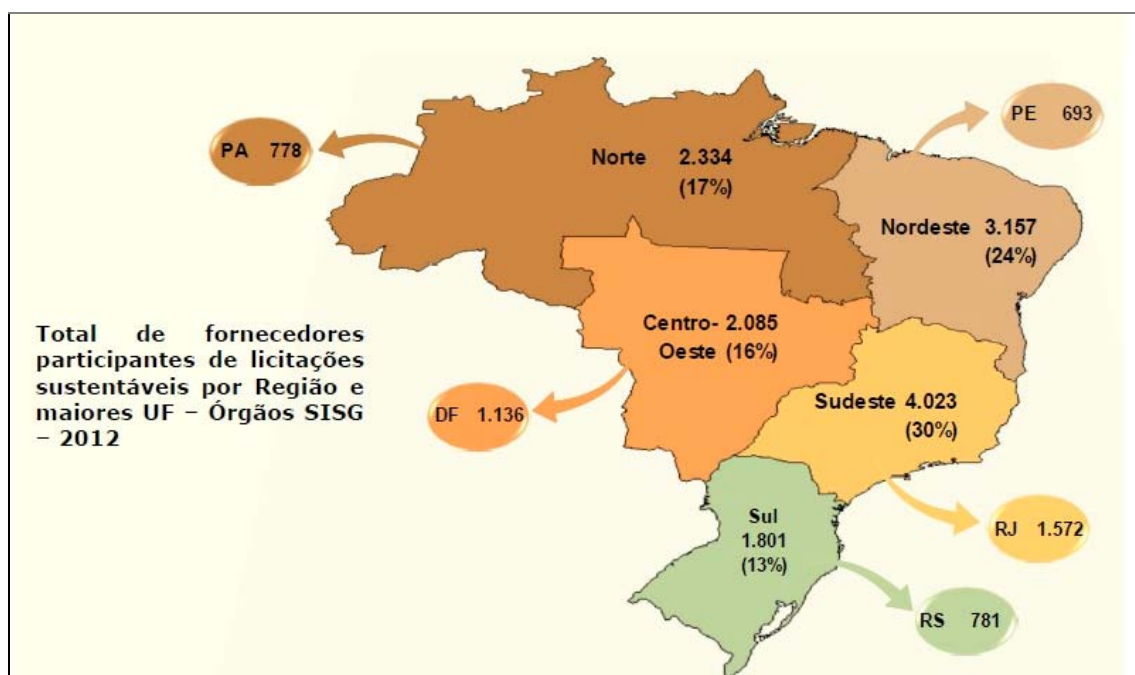 PE 693
PA 778
Norte 2.334
(17%)
Nordeste 3.157
(24%)
Total de fornecedores
participantes de licitações
sustentáveis por Região e
maiores UF – Órgãos SISG
– 2012
Centro- 2.085
Oeste (16%)
DF 1.136
Sudeste 4.023
(30%)
Sul
1.801
(13%)
RJ 1.572
RS 781